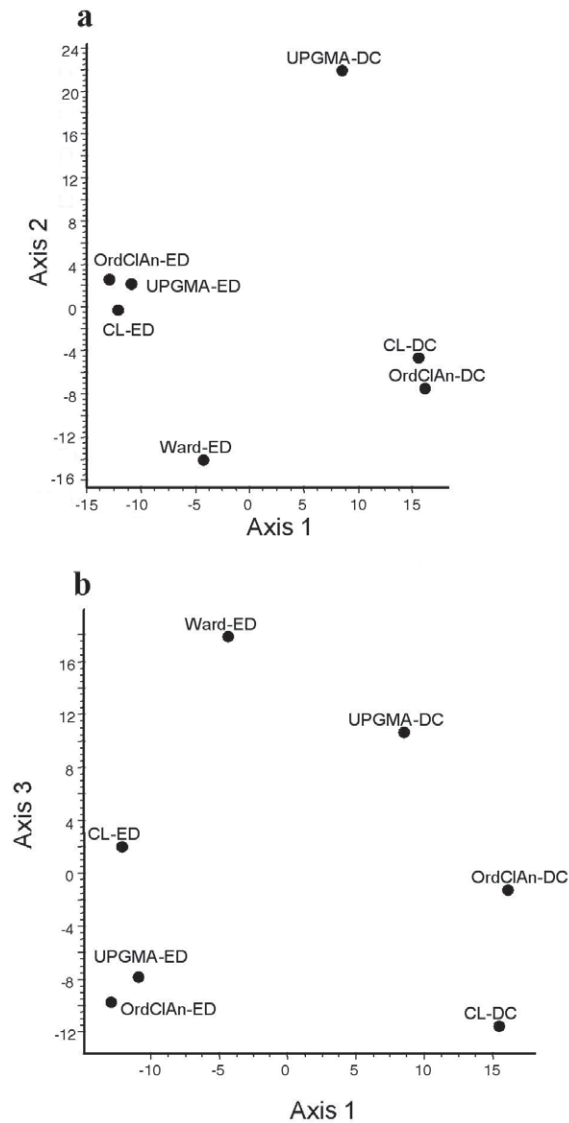 a
24
UPGMA-DC
20
16
12
8
Axis 2
4
OrdClAn-ED
UPGMA-ED
0
CL-ED
-4
CL-DC
OrdClAn-DC
-8
-12
Ward-ED
-16
-15
-10
-5
0
5
10
15
Axis 1
b
Ward-ED
16
UPGMA-DC
12
8
Axis 3
4
CL-ED
0
OrdClAn-DC
-4
UPGMA-ED
-8
OrdClAn-ED
CL-DC
-12
-10
-5
0
5
10
15
Axis 1